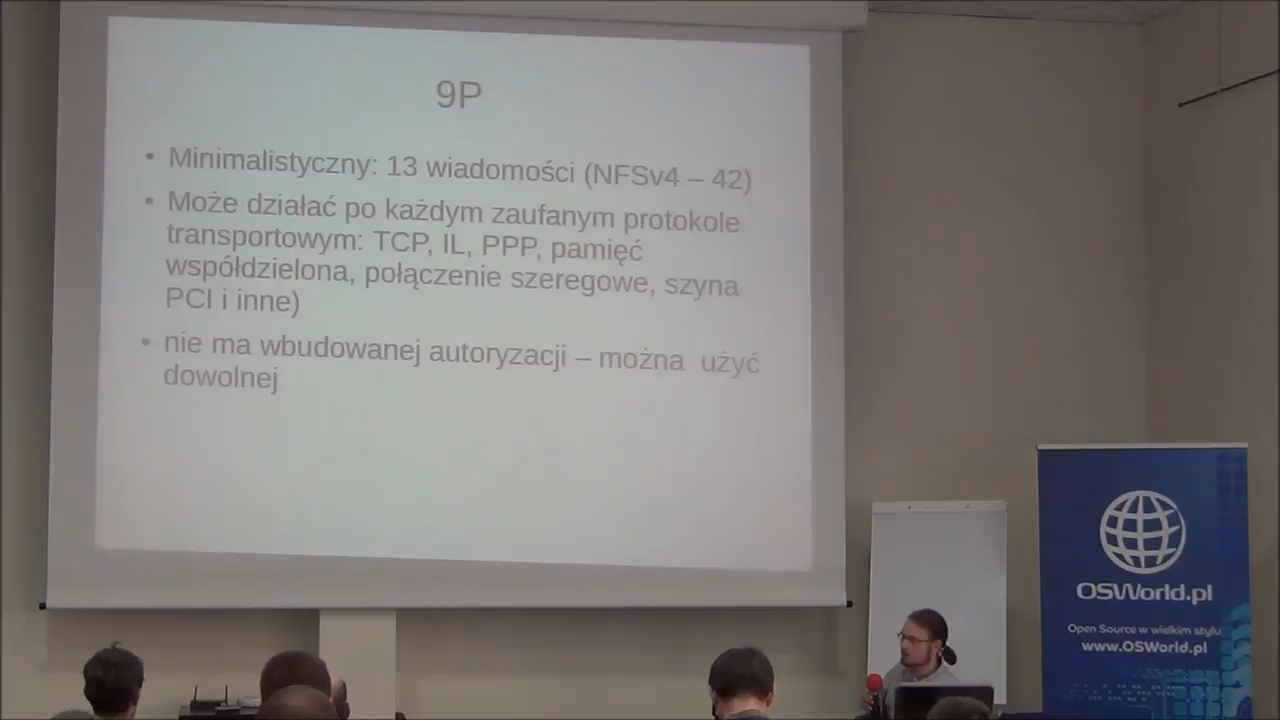 9P
• Minimalistyczny: 13 wiadomości (NFSv4 – 42)
• Może działać po każdym zaufanym protokole
transportowym: TCP, IL, PPP, pamięć
współdzielona, połączenie szeregowe, szyna
PCI i inne)
• nie ma wbudowanej autoryzacji – można użyć
dowolnej
OSWorld.pl
Open Source w wielkim stylu
www.OSWorld.pl